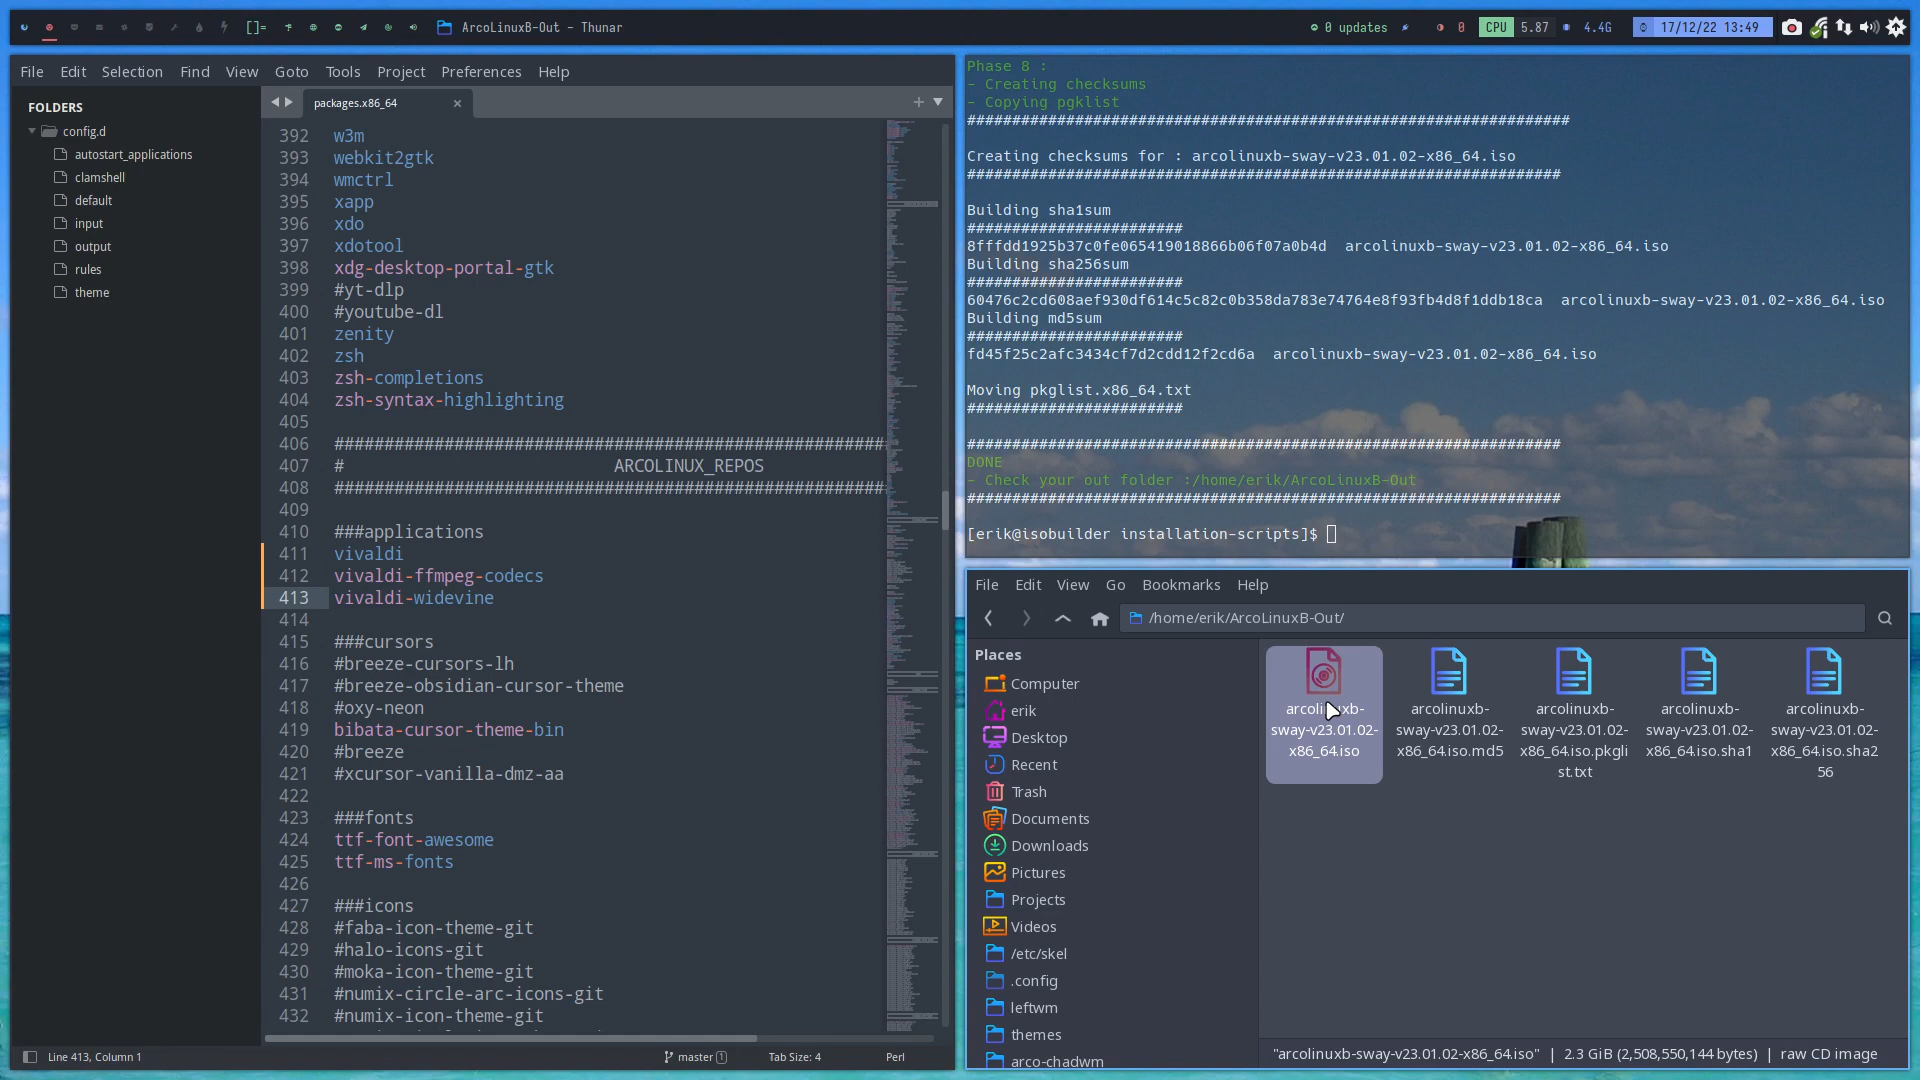 []=
ArcoLinuxB-Out - Thunar
0 updates
0
CPU 5.87
4.4G
17/12/22 13:49
File Edit Selection Find View Goto Tools Project Preferences Help
FOLDERS
config.d
autostart_applications
clamshell
default
input
output
rules
theme
packages.x86_64
392 w3m
393 webkit2gtk
394 wmctrl
395 xapp
396 xdo
397 xdotool
398 xdg-desktop-portal-gtk
399 #yt-dlp
400 #youtube-dl
401 zenity
402 zsh
403 zsh-completions
404 zsh-syntax-highlighting
405
406 #######################################################
407 # ARCOLINUX_REPOS
408 #######################################################
409
410 ###applications
411 vivaldi
412 vivaldi-ffmpeg-codecs
413 vivaldi-widevine
414
415 ###cursors
416 #breeze-cursors-lh
417 #breeze-obsidian-cursor-theme
418 #oxy-neon
419 bibata-cursor-theme-bin
420 #breeze
421 #xcursor-vanilla-dmz-aa
422
423 ###fonts
424 ttf-font-awesome
425 ttf-ms-fonts
426
427 ###icons
428 #faba-icon-theme-git
429 #halo-icons-git
430 #moka-icon-theme-git
431 #numix-circle-arc-icons-git
432 #numix-icon-theme-git
Line 413, Column 1
master 1
Tab Size: 4
Perl
Phase 8 :
- Creating checksums
- Copying pgklist
###################################################################
Creating checksums for : arcolinuxb-sway-v23.01.02-x86_64.iso
##################################################################
Building sha1sum
########################
8fffdd1925b37c0fe065419018866b06f07a0b4d  arcolinuxb-sway-v23.01.02-x86_64.iso
Building sha256sum
########################
60476c2cd608aef930df614c5c82c0b358da783e74764e8f93fb4d8f1ddb18ca  arcolinuxb-sway-v23.01.02-x86_64.iso
Building md5sum
########################
fd45f25c2afc3434cf7d2cdd12f2cd6a  arcolinuxb-sway-v23.01.02-x86_64.iso
Moving pkglist.x86_64.txt
########################
##################################################################
DONE
- Check your out folder :/home/erik/ArcoLinuxB-Out
##################################################################
[erik@isobuilder installation-scripts]$
File Edit View Go Bookmarks Help
/home/erik/ArcoLinuxB-Out/
Places
Computer
erik
Desktop
Recent
Trash
Documents
Downloads
Pictures
Projects
Videos
/etc/skel
.config
leftwm
themes
arco-chadwm
arcolinuxb-
sway-v23.01.02-
x86_64.iso
arcolinuxb-
sway-v23.01.02-
x86_64.iso.md5
arcolinuxb-
sway-v23.01.02-
x86_64.iso.pkgli
st.txt
arcolinuxb-
sway-v23.01.02-
x86_64.iso.sha1
arcolinuxb-
sway-v23.01.02-
x86_64.iso.sha2
56
"arcolinuxb-sway-v23.01.02-x86_64.iso" | 2.3 GiB (2,508,550,144 bytes) | raw CD image